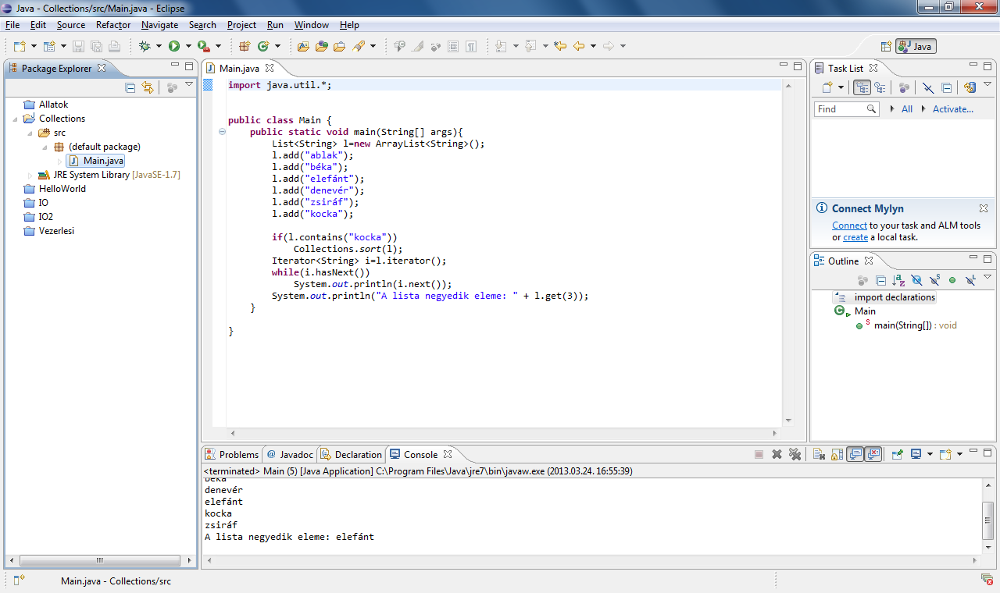 Java - Collections/src/Main.java - Eclipse
File Edit Source Refactor Navigate Search Project Run Window Help
Java
Package Explorer
Allatok
Collections
src
(default package)
Main.java
JRE System Library [JavaSE-1.7]
HelloWorld
IO
IO2
Vezerlesi
Main.java
import java.util.*;
public class Main {
public static void main(String[] args){
List<String> l=new ArrayList<String>();
l.add("ablak");
l.add("béka");
l.add("elefánt");
l.add("denevér");
l.add("zsiráf");
l.add("kocka");
if(l.contains("kocka"))
Collections.sort(l);
Iterator<String> i=l.iterator();
while(i.hasNext())
System.out.println(i.next());
System.out.println("A lista negyedik eleme: " + l.get(3));
}
}
Task List
Find All Activate...
Connect Mylyn
Connect to your task and ALM tools
or create a local task.
Outline
import declarations
Main
main(String[]) : void
Problems @ Javadoc Declaration Console
<terminated> Main (5) [Java Application] C:\Program Files\Java\jre7\bin\javaw.exe (2013.03.24. 16:55:39)
béka
denevér
elefánt
kocka
zsiráf
A lista negyedik eleme: elefánt
Main.java - Collections/src